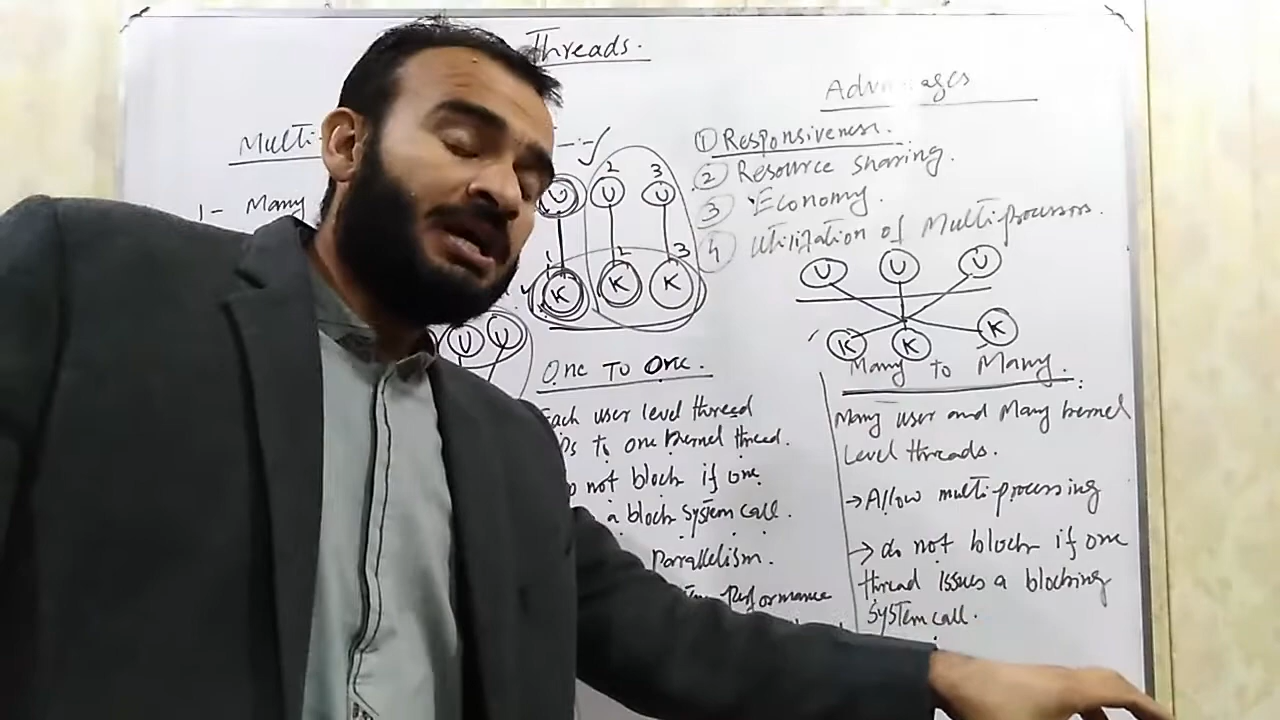 Threads.
Multi-
1- Many
U U U
1 2 3
K K K
U U
One To One.
Each user level thread
to one Kernel thread.
not block if one
a block System call.
Parallelism.
Performance
Advantages
① Responsiveness.
② Resource sharing.
③ Economy.
④ Utilization of Multiprocessors.
U U U
K K K
Many to Many.
Many user and Many kernel
Level threads.
→ Allow multiprocessing
→ do not block if one
thread issues a blocking
System call.